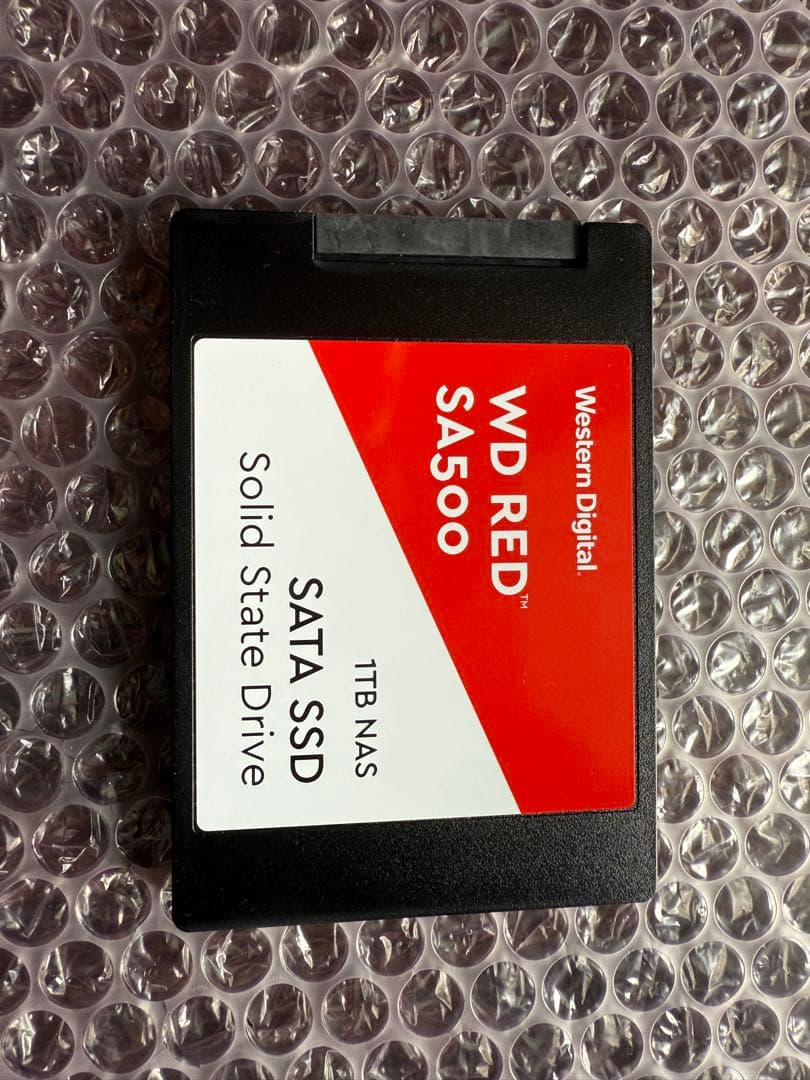 Western Digital.
WD RED™
SA500
1TB NAS
SATA SSD
Solid State Drive